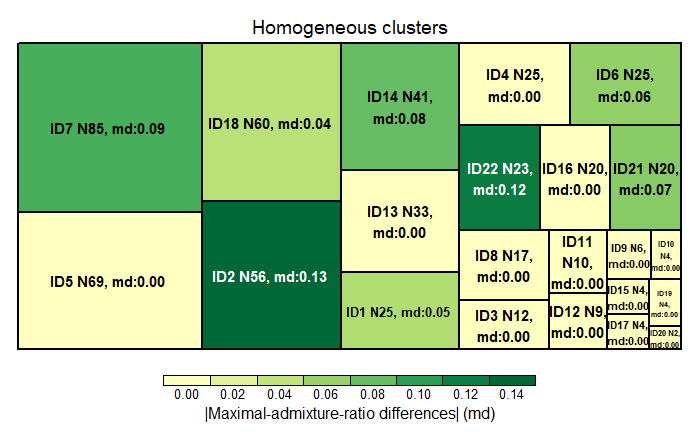 Homogeneous clusters
ID7 N85, md:0.09
ID5 N69, md:0.00
ID18 N60, md:0.04
ID2 N56, md:0.13
ID14 N41,
md:0.08
ID13 N33,
md:0.00
ID1 N25, md:0.05
ID4 N25,
md:0.00
ID6 N25,
md:0.06
ID22 N23,
md:0.12
ID16 N20,
md:0.00
ID21 N20,
md:0.07
ID8 N17,
md:0.00
ID3 N12,
md:0.00
ID11
N10,
md:0.00
ID12 N9,
md:0.00
ID9 N6,
md:0.00
ID10
N4,
md:0.00
ID15 N4,
md:0.00
ID17 N4,
md:0.00
ID19
N4,
md:0.00
ID20 N2,
md:0.00
0.00 0.02 0.04 0.06 0.08 0.10 0.12 0.14
|Maximal-admixture-ratio differences| (md)